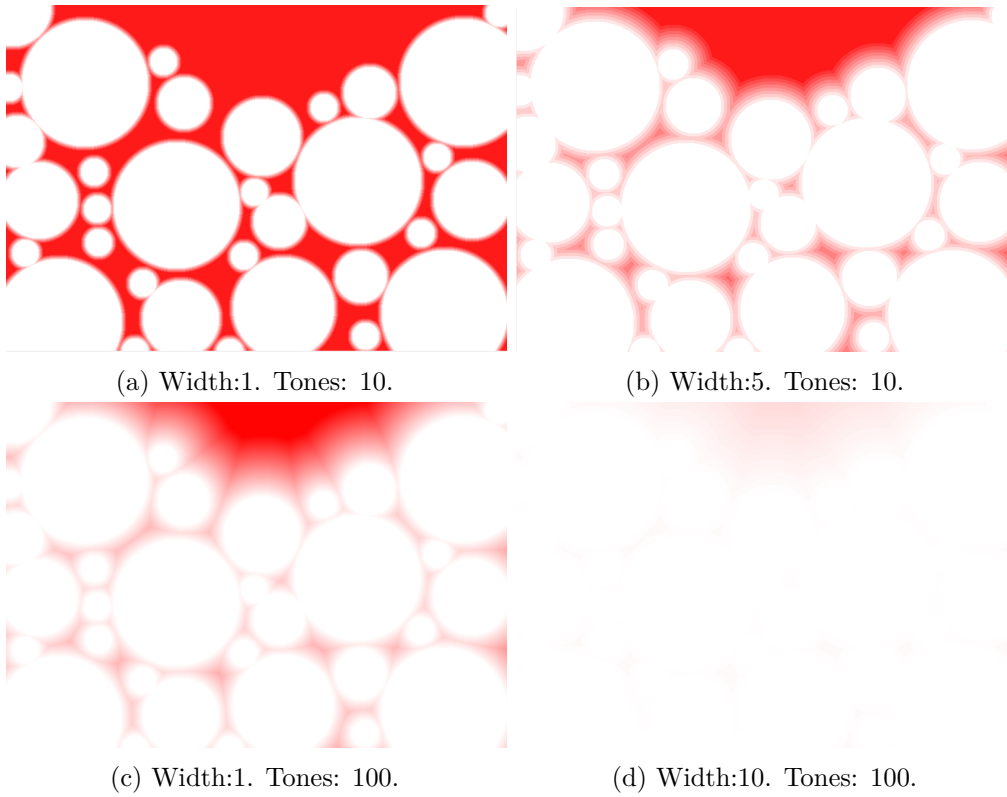 (a) Width:1. Tones: 10.
(b) Width:5. Tones: 10.
(c) Width:1. Tones: 100.
(d) Width:10. Tones: 100.